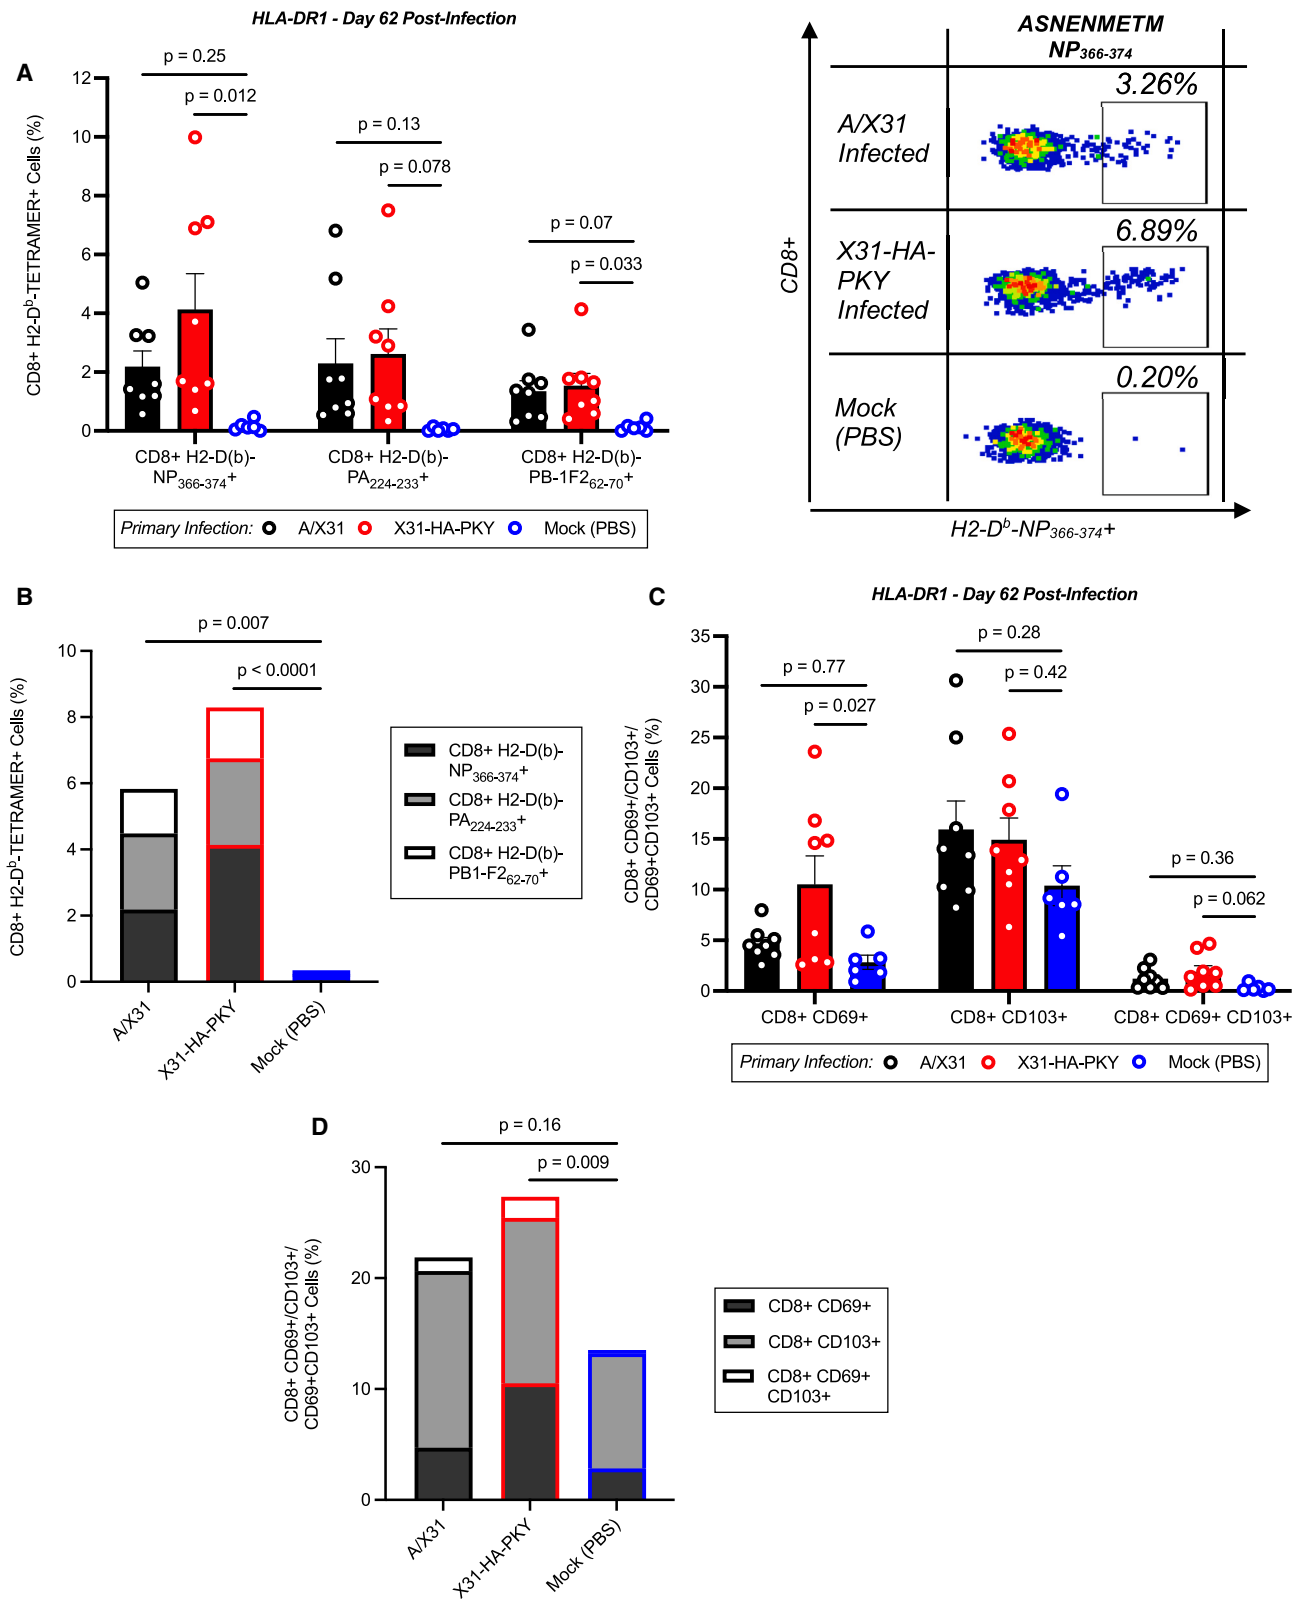 HLA-DR1 - Day 62 Post-Infection
A
p = 0.25
p = 0.012
p = 0.13
p = 0.078
p = 0.07
p = 0.033
CD8+ H2-Dᵇ-TETRAMER+ Cells (%)
12
10
8
6
4
2
0
CD8+ H2-D(b)-
NP366-374+
CD8+ H2-D(b)-
PA224-233+
CD8+ H2-D(b)-
PB-1F262-70+
Primary Infection: A/X31 X31-HA-PKY Mock (PBS)
ASNENMETM
NP366-374
3.26%
A/X31
Infected
6.89%
X31-HA-
PKY
Infected
0.20%
Mock
(PBS)
CD8+
H2-Dᵇ-NP366-374+
B
p = 0.007
p < 0.0001
CD8+ H2-Dᵇ-TETRAMER+ Cells (%)
10
8
6
4
2
0
A/X31
X31-HA-PKY
Mock (PBS)
CD8+ H2-D(b)-
NP366-374+
CD8+ H2-D(b)-
PA224-233+
CD8+ H2-D(b)-
PB1-F262-70+
C
HLA-DR1 - Day 62 Post-Infection
p = 0.77
p = 0.027
p = 0.28
p = 0.42
p = 0.36
p = 0.062
CD8+ CD69+/CD103+/
CD69+CD103+ Cells (%)
35
30
25
20
15
10
5
0
CD8+ CD69+
CD8+ CD103+
CD8+ CD69+ CD103+
Primary Infection: A/X31 X31-HA-PKY Mock (PBS)
D
p = 0.16
p = 0.009
CD8+ CD69+/CD103+/
CD69+CD103+ Cells (%)
30
20
10
0
A/X31
X31-HA-PKY
Mock (PBS)
CD8+ CD69+
CD8+ CD103+
CD8+ CD69+
CD103+